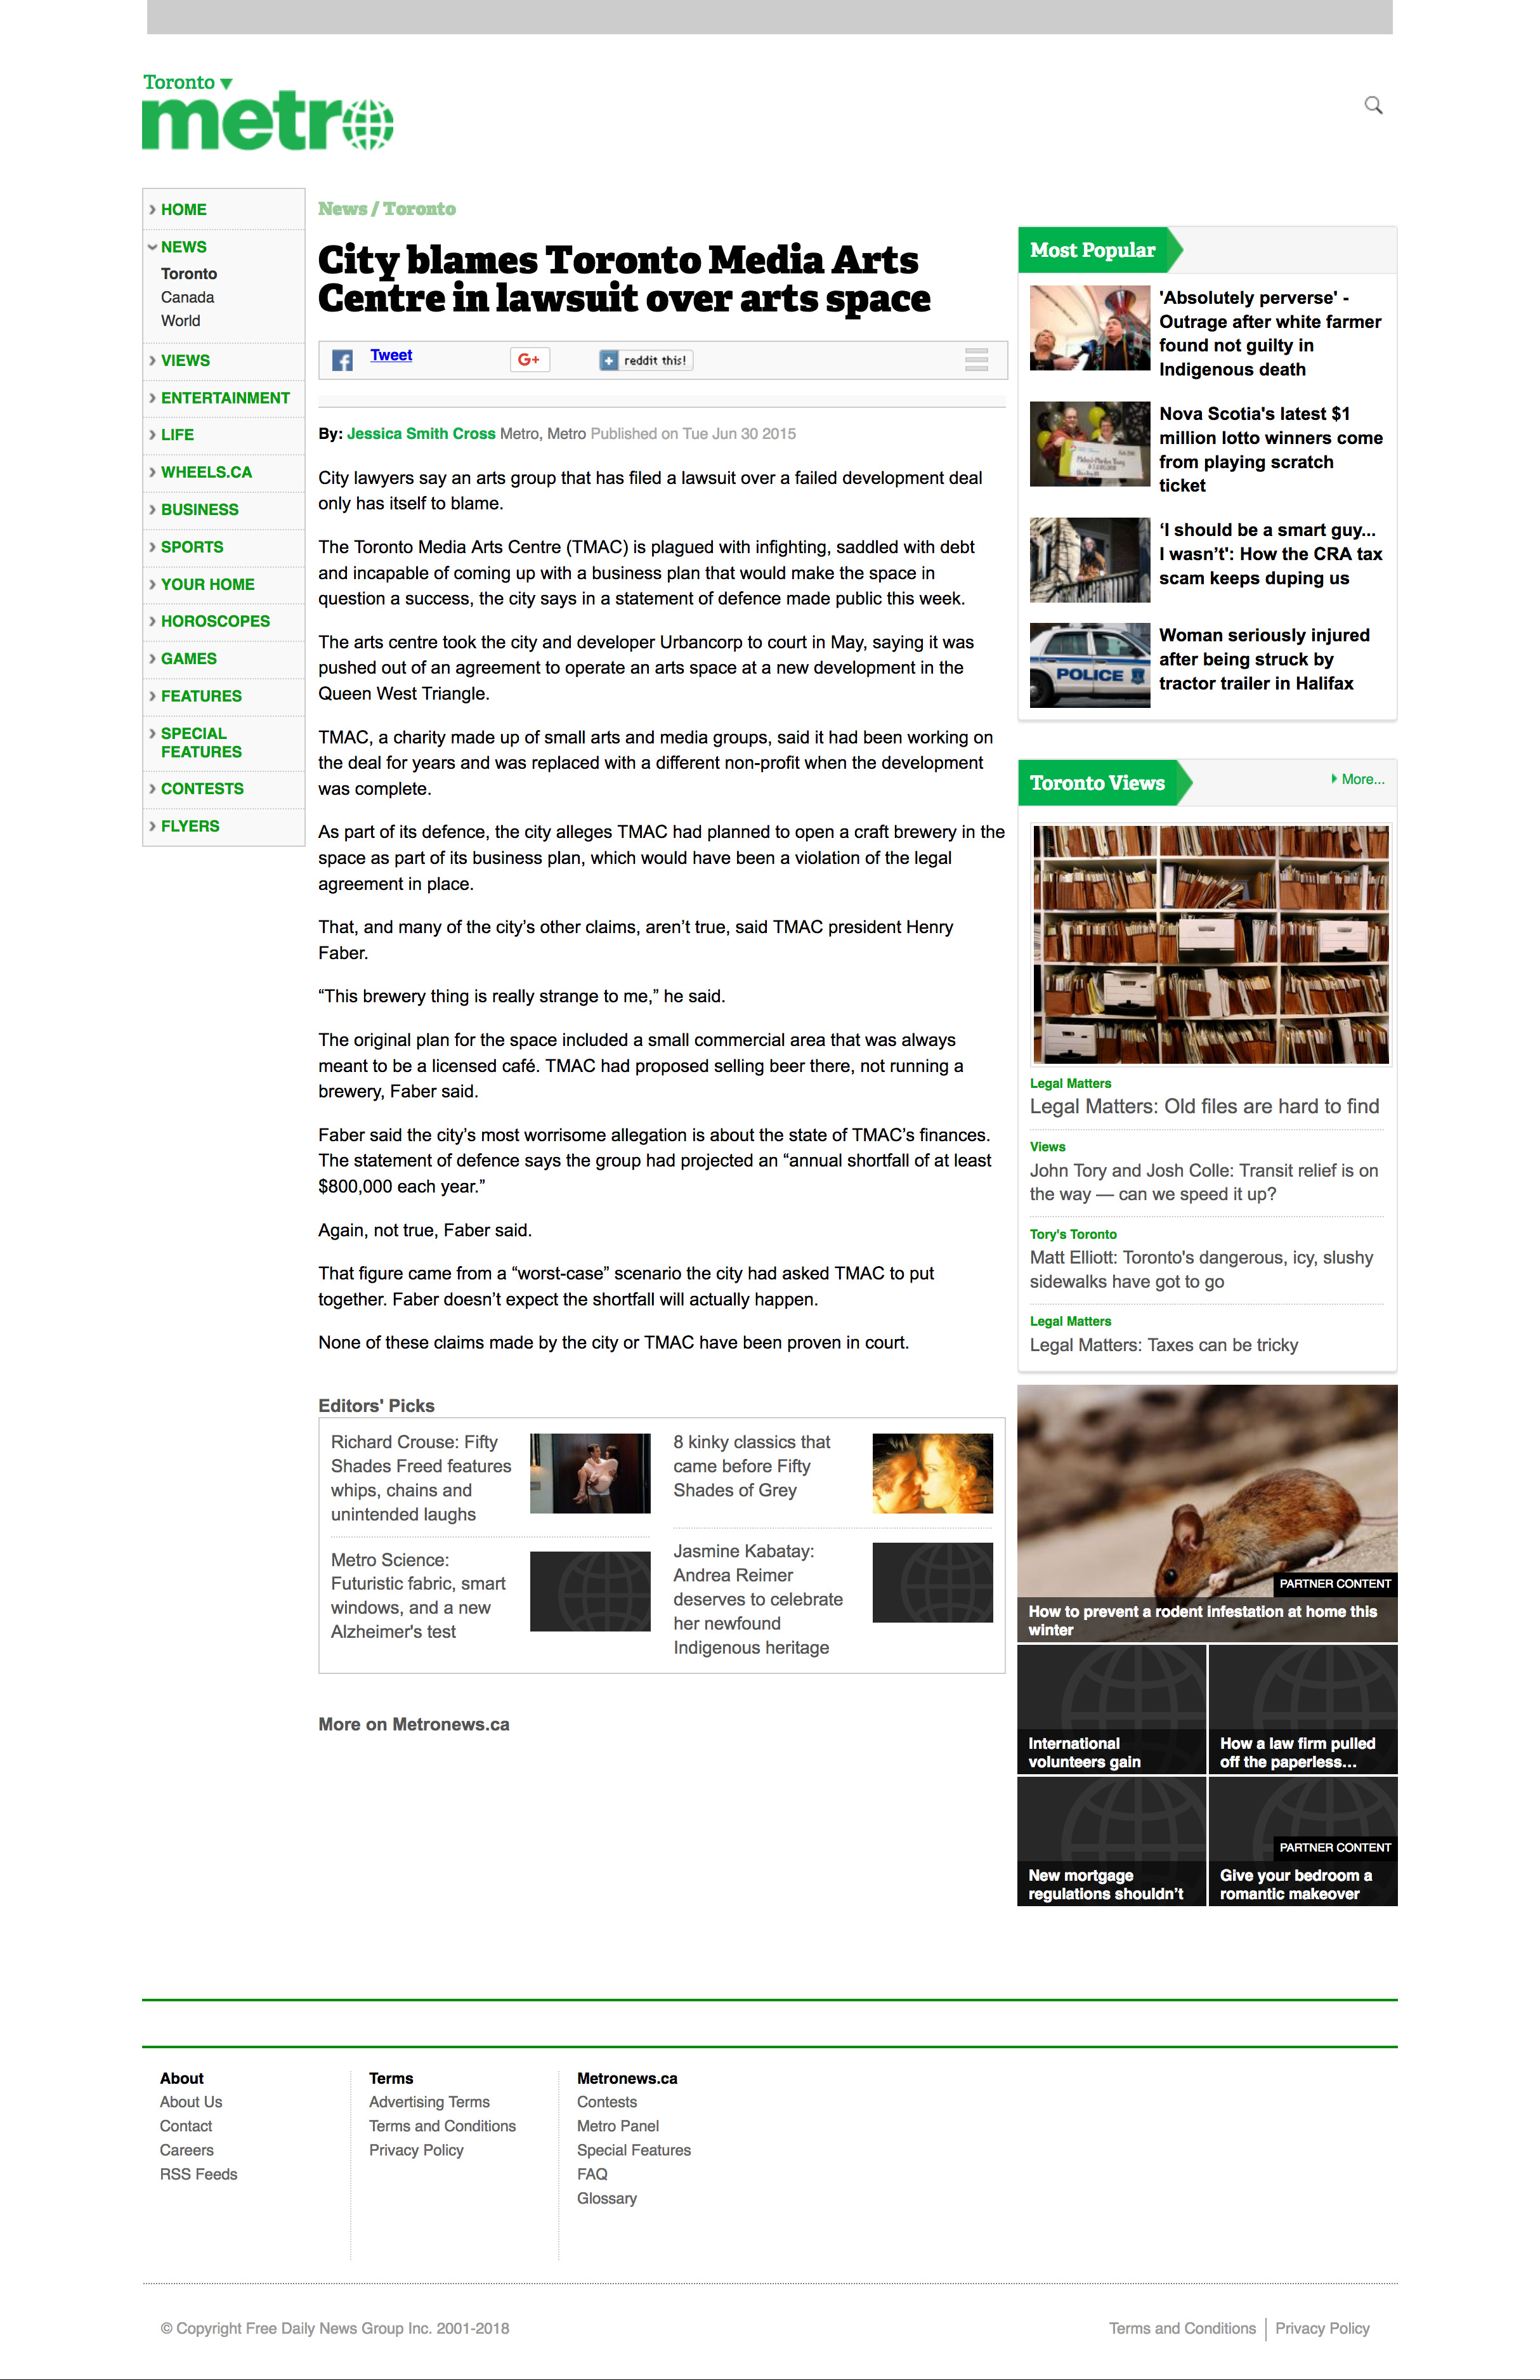 Toronto ▼
metro
HOME
NEWS
Toronto
Canada
World
VIEWS
ENTERTAINMENT
LIFE
WHEELS.CA
BUSINESS
SPORTS
YOUR HOME
HOROSCOPES
GAMES
FEATURES
SPECIAL
FEATURES
CONTESTS
FLYERS
News / Toronto
City blames Toronto Media Arts
Centre in lawsuit over arts space
Tweet
G+
reddit this!
By: Jessica Smith Cross Metro, Metro Published on Tue Jun 30 2015
City lawyers say an arts group that has filed a lawsuit over a failed development deal
only has itself to blame.
The Toronto Media Arts Centre (TMAC) is plagued with infighting, saddled with debt
and incapable of coming up with a business plan that would make the space in
question a success, the city says in a statement of defence made public this week.
The arts centre took the city and developer Urbancorp to court in May, saying it was
pushed out of an agreement to operate an arts space at a new development in the
Queen West Triangle.
TMAC, a charity made up of small arts and media groups, said it had been working on
the deal for years and was replaced with a different non-profit when the development
was complete.
As part of its defence, the city alleges TMAC had planned to open a craft brewery in the
space as part of its business plan, which would have been a violation of the legal
agreement in place.
That, and many of the city’s other claims, aren’t true, said TMAC president Henry
Faber.
“This brewery thing is really strange to me,” he said.
The original plan for the space included a small commercial area that was always
meant to be a licensed café. TMAC had proposed selling beer there, not running a
brewery, Faber said.
Faber said the city’s most worrisome allegation is about the state of TMAC’s finances.
The statement of defence says the group had projected an “annual shortfall of at least
$800,000 each year.”
Again, not true, Faber said.
That figure came from a “worst-case” scenario the city had asked TMAC to put
together. Faber doesn’t expect the shortfall will actually happen.
None of these claims made by the city or TMAC have been proven in court.
Editors' Picks
Richard Crouse: Fifty
Shades Freed features
whips, chains and
unintended laughs
8 kinky classics that
came before Fifty
Shades of Grey
Metro Science:
Futuristic fabric, smart
windows, and a new
Alzheimer's test
Jasmine Kabatay:
Andrea Reimer
deserves to celebrate
her newfound
Indigenous heritage
More on Metronews.ca
Most Popular
'Absolutely perverse' -
Outrage after white farmer
found not guilty in
Indigenous death
Nova Scotia's latest $1
million lotto winners come
from playing scratch
ticket
‘I should be a smart guy...
I wasn’t': How the CRA tax
scam keeps duping us
POLICE
Woman seriously injured
after being struck by
tractor trailer in Halifax
Toronto Views
More...
Legal Matters
Legal Matters: Old files are hard to find
Views
John Tory and Josh Colle: Transit relief is on
the way — can we speed it up?
Tory's Toronto
Matt Elliott: Toronto's dangerous, icy, slushy
sidewalks have got to go
Legal Matters
Legal Matters: Taxes can be tricky
PARTNER CONTENT
How to prevent a rodent infestation at home this
winter
International
volunteers gain
How a law firm pulled
off the paperless…
New mortgage
regulations shouldn’t
PARTNER CONTENT
Give your bedroom a
romantic makeover
About
About Us
Contact
Careers
RSS Feeds
Terms
Advertising Terms
Terms and Conditions
Privacy Policy
Metronews.ca
Contests
Metro Panel
Special Features
FAQ
Glossary
© Copyright Free Daily News Group Inc. 2001-2018
Terms and Conditions
Privacy Policy